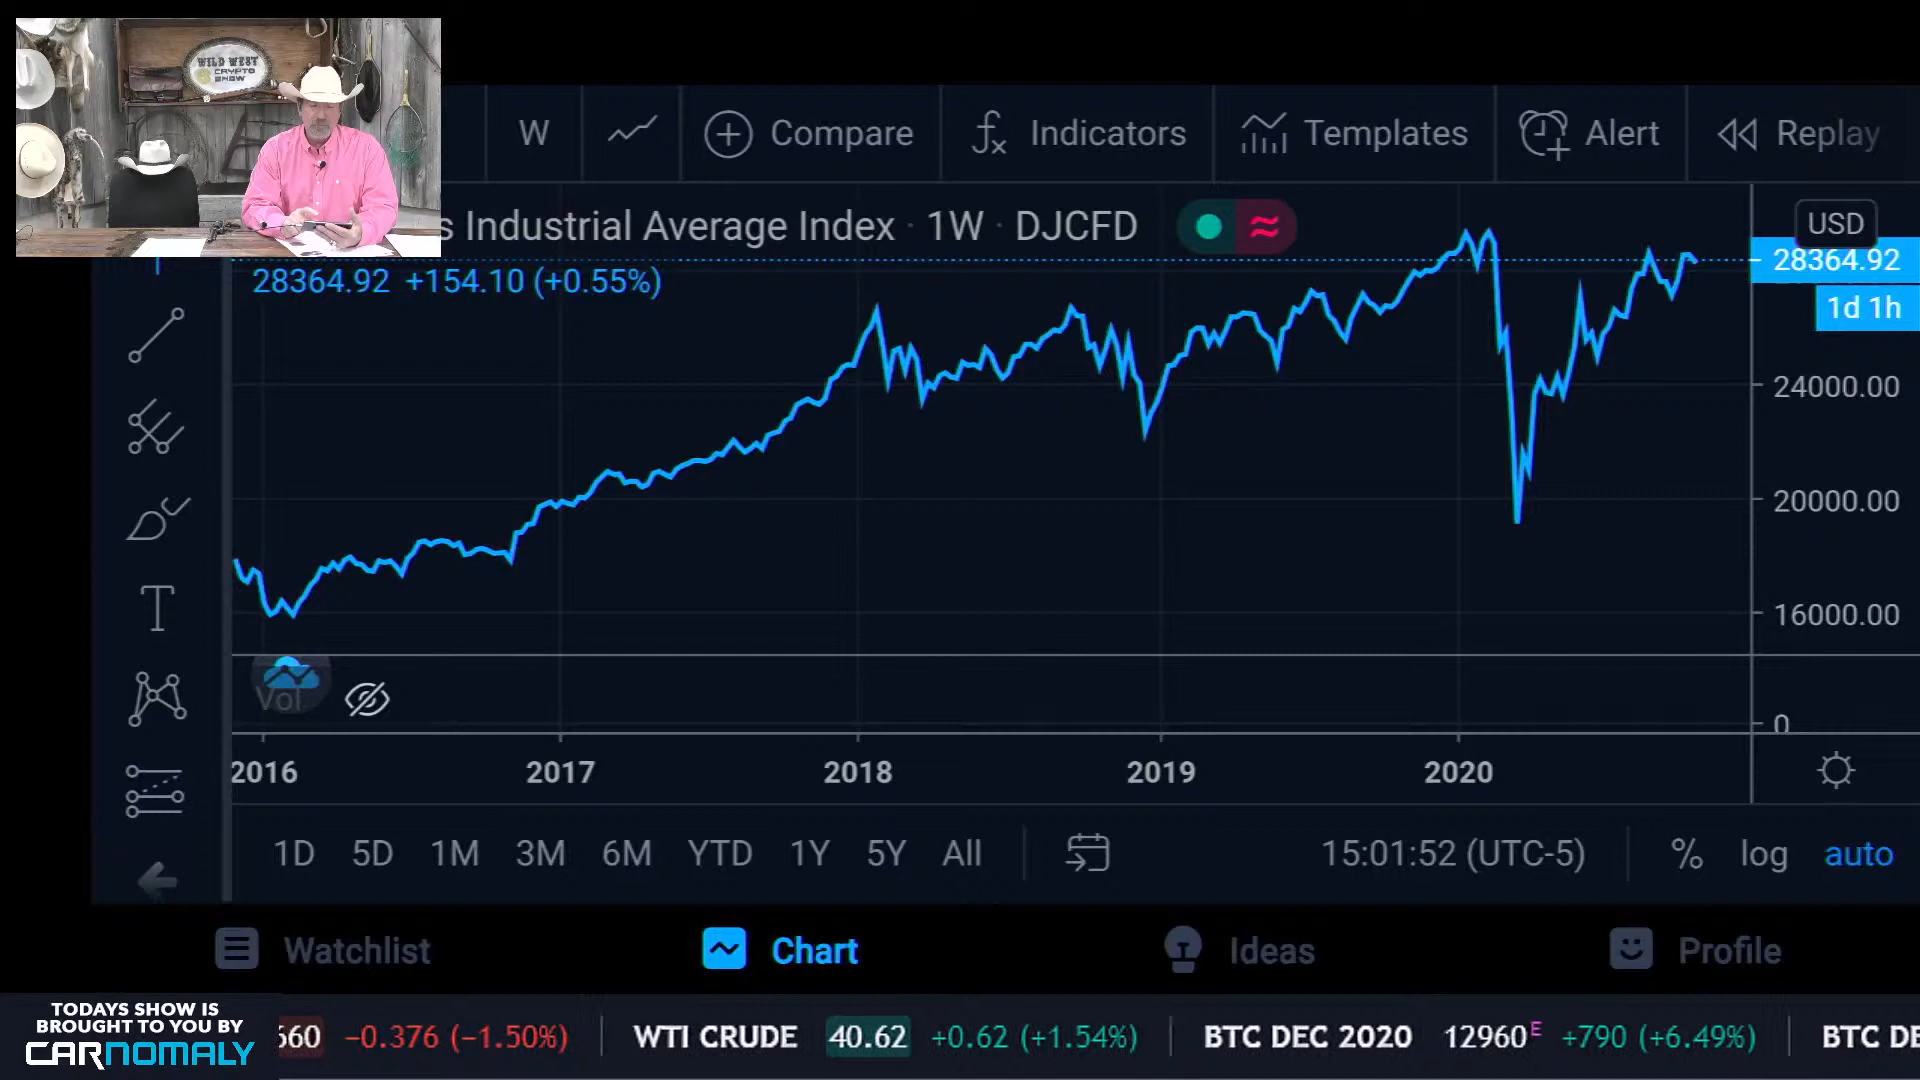 WILD WEST
CRYPTO
SHOW
W
Compare
Indicators
Templates
Alert
Replay
s Industrial Average Index · 1W · DJCFD
USD
28364.92 +154.10 (+0.55%)
28364.92
1d 1h
24000.00
20000.00
16000.00
Vol
0
2016 2017 2018 2019 2020
1D 5D 1M 3M 6M YTD 1Y 5Y All
15:01:52 (UTC-5)
% log auto
Watchlist
Chart
Ideas
Profile
TODAYS SHOW IS
BROUGHT TO YOU BY
CARNOMALY
660 −0.376 (−1.50%) WTI CRUDE 40.62 +0.62 (+1.54%) BTC DEC 2020 12960E +790 (+6.49%) BTC DE